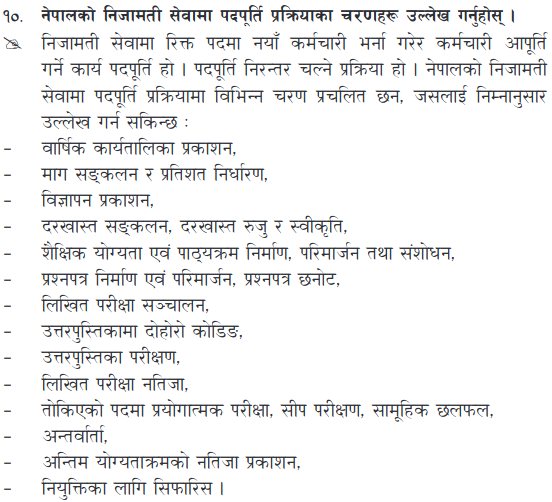 १०. नेपालको निजामती सेवामा पदपूर्ति प्रक्रियाका चरणहरू उल्लेख गर्नुहोस् ।
निजामती सेवामा रिक्त पदमा नयाँ कर्मचारी भर्ना गरेर कर्मचारी आपूर्ति
गर्ने कार्य पदपूर्ति हो । पदपूर्ति निरन्तर चल्ने प्रक्रिया हो । नेपालको निजामती
सेवामा पदपूर्ति प्रक्रियामा विभिन्न चरण प्रचलित छन्, जसलाई निम्नानुसार
उल्लेख गर्न सकिन्छ :
– वार्षिक कार्यतालिका प्रकाशन,
– माग सङ्कलन र प्रतिशत निर्धारण,
– विज्ञापन प्रकाशन,
– दरखास्त सङ्कलन, दरखास्त रुजु र स्वीकृति,
– शैक्षिक योग्यता एवं पाठ्यक्रम निर्माण, परिमार्जन तथा संशोधन,
– प्रश्नपत्र निर्माण एवं परिमार्जन, प्रश्नपत्र छनोट,
– लिखित परीक्षा सञ्चालन,
– उत्तरपुस्तिकामा दोहोरो कोडिङ,
– उत्तरपुस्तिका परीक्षण,
– लिखित परीक्षा नतिजा,
– तोकिएको पदमा प्रयोगात्मक परीक्षा, सीप परीक्षण, सामूहिक छलफल,
– अन्तर्वार्ता,
– अन्तिम योग्यताक्रमको नतिजा प्रकाशन,
– नियुक्तिका लागि सिफारिस ।